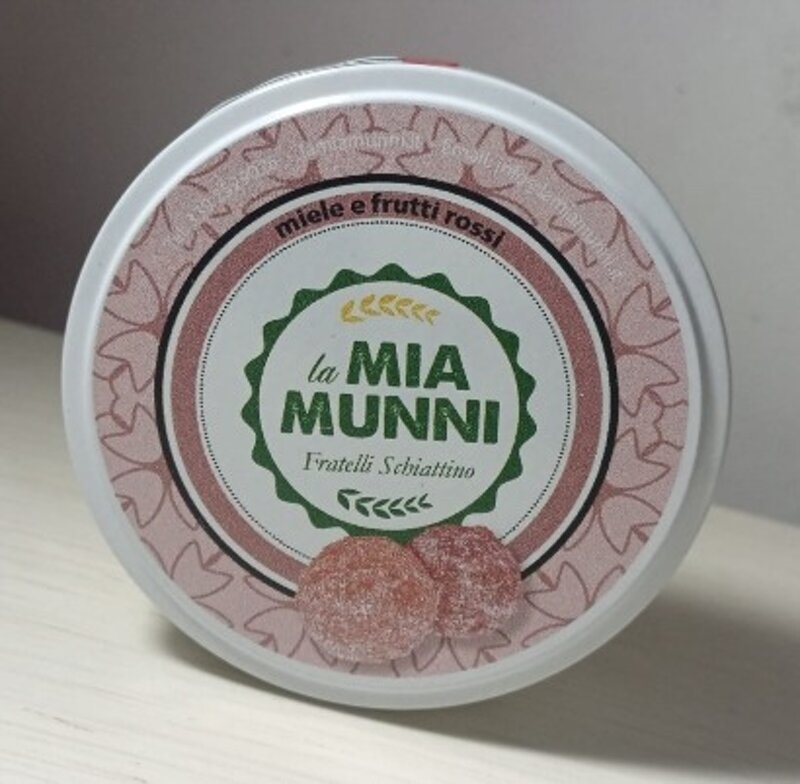 miele e frutti rossi
la MIA
MUNNI
Fratelli Schiattino